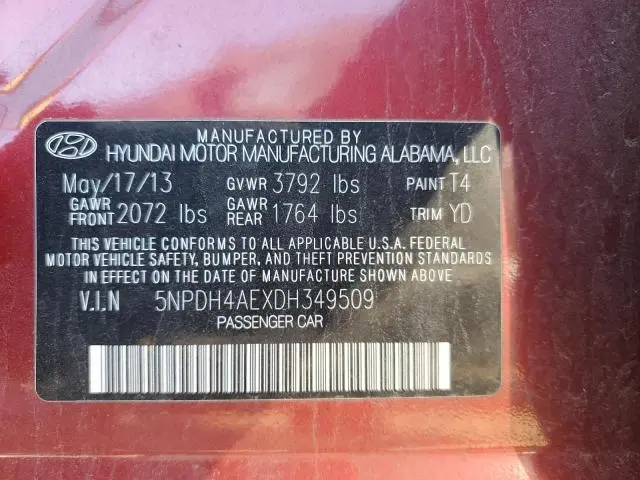 MANUFACTURED BY
HYUNDAI MOTOR MANUFACTURING ALABAMA, LLC
May/17/13 GVWR 3792 lbs PAINT T4
GAWR FRONT 2072 lbs GAWR REAR 1764 lbs TRIM YD
THIS VEHICLE CONFORMS TO ALL APPLICABLE U.S.A. FEDERAL
MOTOR VEHICLE SAFETY, BUMPER, AND THEFT PREVENTION STANDARDS
IN EFFECT ON THE DATE OF MANUFACTURE SHOWN ABOVE.
V.I.N 5NPDH4AEXDH349509
PASSENGER CAR